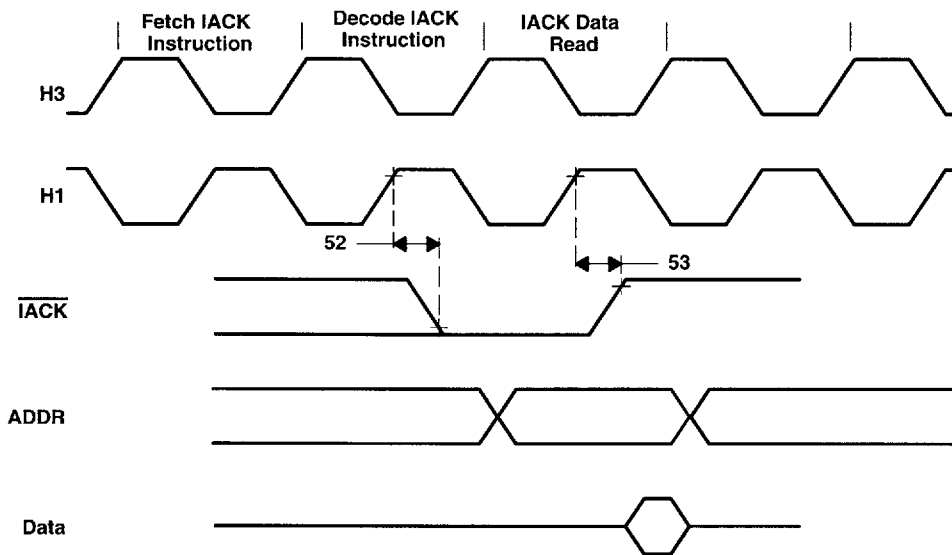 Fetch IACK
Instruction
Decode IACK
Instruction
IACK Data
Read
H3
H1
52
53
IACK
ADDR
Data